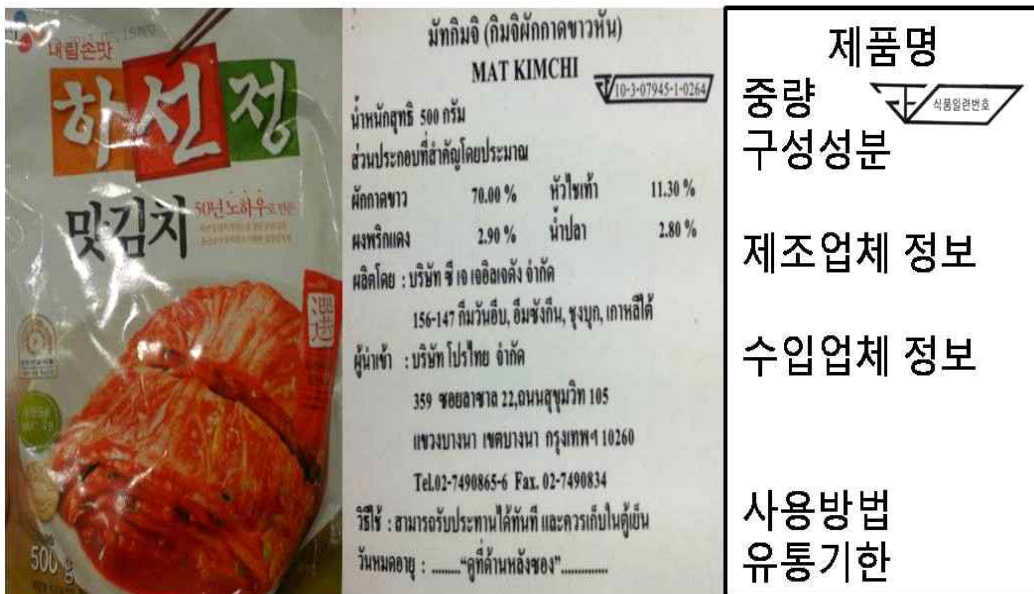 내림손맛
하선정
맛김치
50년 노하우로 만든
選
500 g
มัทกิมจิ (กิมจิผักกาดขาวหั่น)
MAT KIMCHI
10-3-07945-1-0264
น้ำหนักสุทธิ 500 กรัม
ส่วนประกอบที่สำคัญโดยประมาณ
ผักกาดขาว 70.00 % หัวไชเท้า 11.30 %
ผงพริกแดง 2.90 % น้ำปลา 2.80 %
ผลิตโดย : บริษัท ซี เจ เจอิลเจดัง จำกัด
156-147 กึมวันอึบ, อึมซังกึน, ชุงบุก, เกาหลีใต้
ผู้นำเข้า : บริษัท โปรไทย จำกัด
359 ซอยลาซาล 22,ถนนสุขุมวิท 105
แขวงบางนา เขตบางนา กรุงเทพฯ 10260
Tel.02-7490865-6 Fax. 02-7490834
วิธีใช้ : สามารถรับประทานได้ทันที และควรเก็บในตู้เย็น
วันหมดอายุ : ........"ดูที่ด้านหลังซอง".............
제품명
중량
식품일련번호
구성성분
제조업체 정보
수입업체 정보
사용방법
유통기한